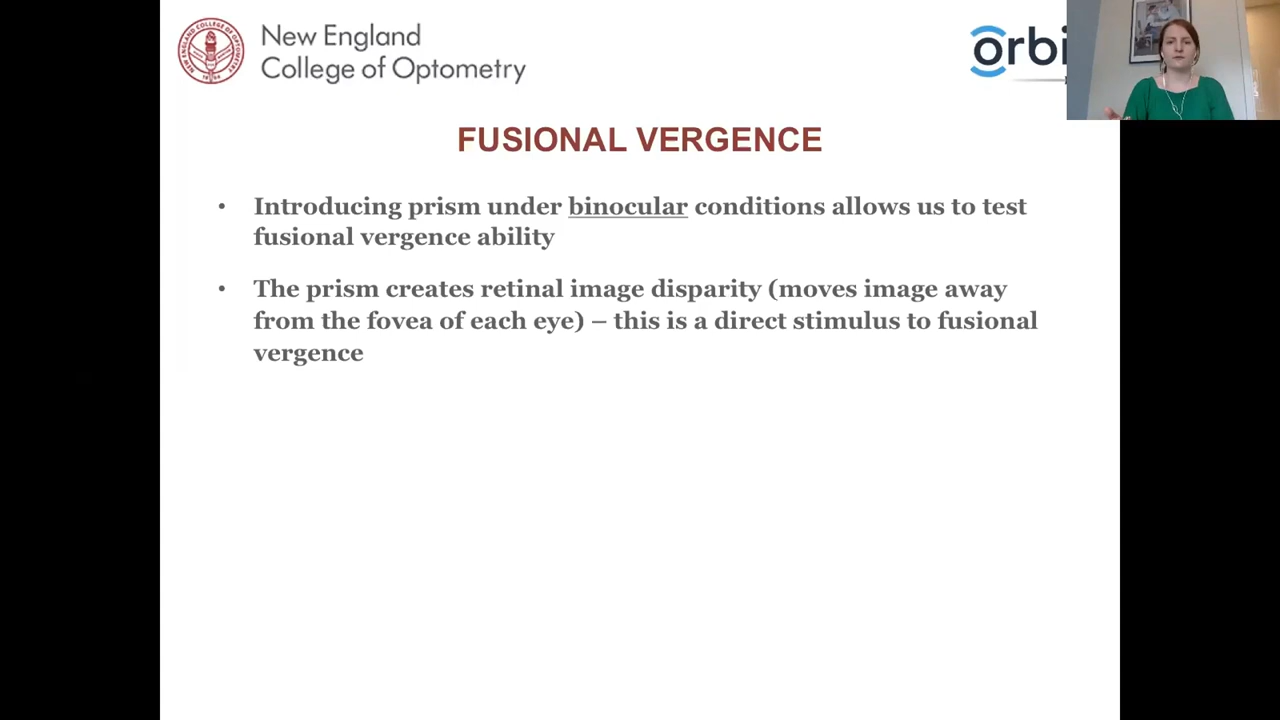 New England
College of Optometry
orbi
FUSIONAL VERGENCE
• Introducing prism under binocular conditions allows us to test
fusional vergence ability
• The prism creates retinal image disparity (moves image away
from the fovea of each eye) – this is a direct stimulus to fusional
vergence